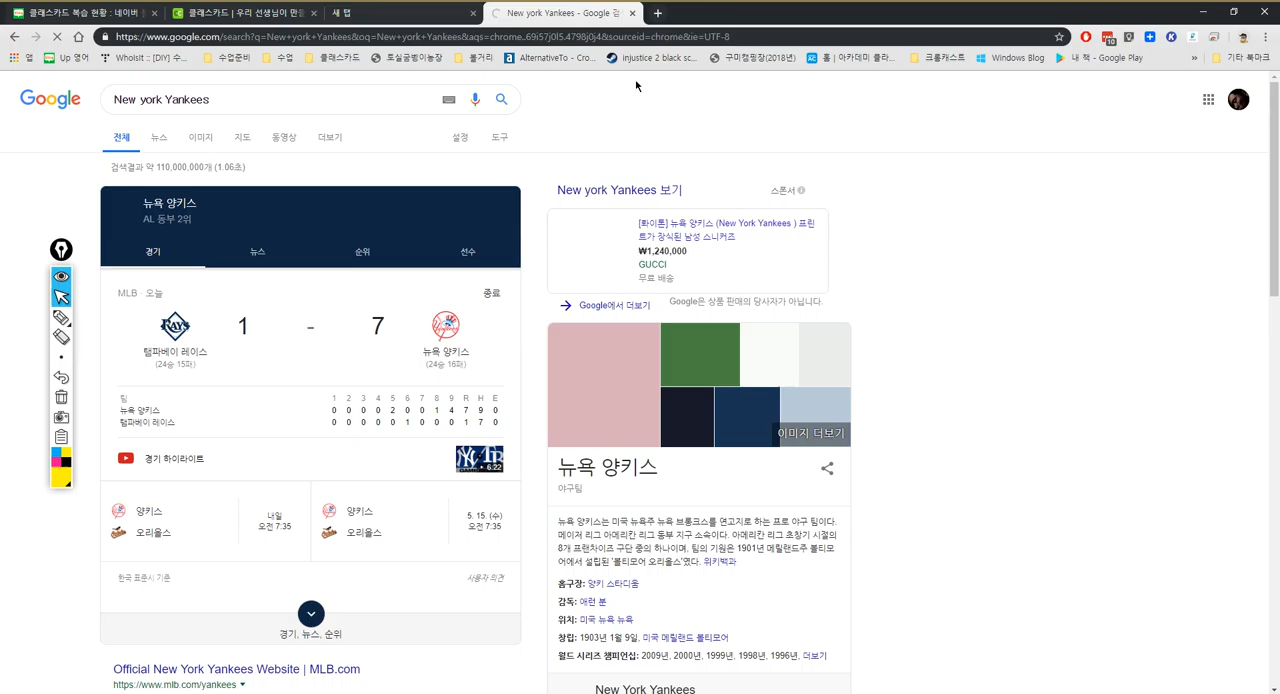 클래스카드 복습 현황 : 네이버 블
클래스카드 | 우리 선생님이 만들
새 탭
New york Yankees - Google 검
https://www.google.com/search?q=New+york+Yankees&oq=New+york+Yankees&aqs=chrome..69i57j0l5.4798j0j4&sourceid=chrome&ie=UTF-8
앱
Up 영어
WhoisIt :: [DIY] 수...
수업준비
수업
클래스카드
토실곰이농장
볼거리
AlternativeTo - Cro...
injustice 2 black sc...
구미캠핑장(2018년)
홈 | 아카데미 클라...
크롬캐스트
Windows Blog
내 책 - Google Play
»
기타 북마크
Google
New york Yankees
전체 뉴스 이미지 지도 동영상 더보기 설정 도구
검색결과 약 110,000,000개 (1.06초)
뉴욕 양키스
AL 동부 2위
경기 뉴스 순위 선수
MLB · 오늘 종료
RAYS
1 - 7
탬파베이 레이스 뉴욕 양키스
(24승 15패) (24승 16패)
팀 1 2 3 4 5 6 7 8 9 R H E
뉴욕 양키스 0 0 0 0 2 0 0 1 4 7 9 0
탬파베이 레이스 0 0 0 0 0 1 0 0 0 1 7 0
경기 하이라이트
6:22
양키스
오리올스
내일
오전 7:35
양키스
오리올스
5. 15. (수)
오전 7:35
한국 표준시 기준 사용자 의견
경기, 뉴스, 순위
Official New York Yankees Website | MLB.com
https://www.mlb.com/yankees
New york Yankees 보기 스폰서
[화이트] 뉴욕 양키스 (New York Yankees ) 프린
트가 장식된 남성 스니커즈
₩1,240,000
GUCCI
무료 배송
Google에서 더보기 Google은 상품 판매의 당사자가 아닙니다.
이미지 더보기
뉴욕 양키스
야구팀
뉴욕 양키스는 미국 뉴욕주 뉴욕 브롱크스를 연고지로 하는 프로 야구 팀이다.
메이저 리그 아메리칸 리그 동부 지구 소속이다. 아메리칸 리그 초창기 시절의
8개 프랜차이즈 구단 중의 하나이며, 팀의 기원은 1901년 메릴랜드주 볼티모
어에서 설립된 '볼티모어 오리올스'였다. 위키백과
홈구장: 양키 스타디움
감독: 애런 분
위치: 미국 뉴욕 뉴욕
창립: 1903년 1월 9일, 미국 메릴랜드 볼티모어
월드 시리즈 챔피언십: 2009년, 2000년, 1999년, 1998년, 1996년, 더보기
New York Yankees